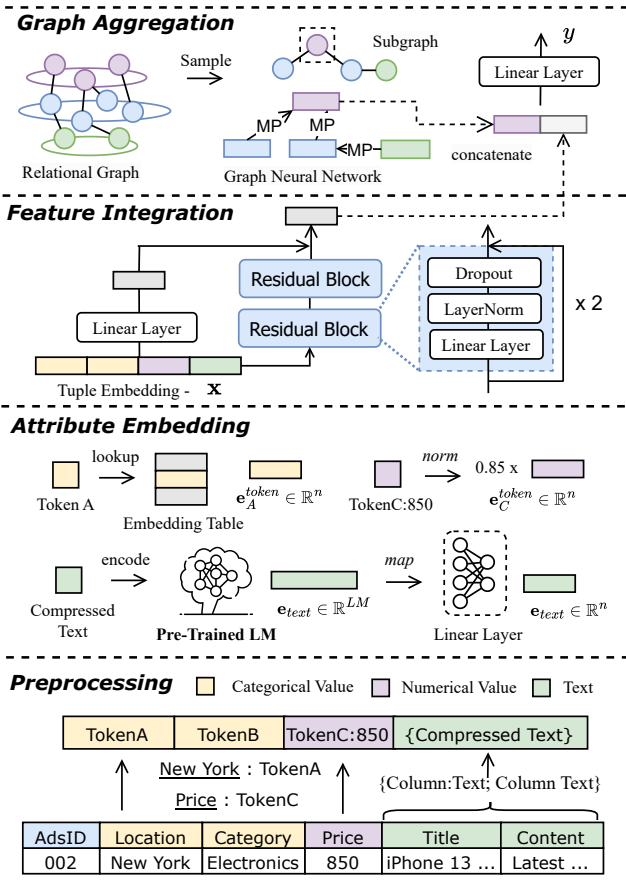 Graph Aggregation
Sample
Subgraph
y
Linear Layer
MP
MP
MP
concatenate
Relational Graph
Graph Neural Network
Feature Integration
Residual Block
Dropout
LayerNorm
Linear Layer
x 2
Linear Layer
Residual Block
Tuple Embedding - x
Attribute Embedding
lookup
norm
0.85 x
Token A
Embedding Table
e_A^{token} ∈ ℝ^n
TokenC:850
e_C^{token} ∈ ℝ^n
encode
map
Compressed
Text
Pre-Trained LM
e_{text} ∈ ℝ^{LM}
Linear Layer
e_{text} ∈ ℝ^n
Preprocessing
Categorical Value
Numerical Value
Text
TokenA TokenB TokenC:850 {Compressed Text}
New York : TokenA
Price : TokenC
{Column:Text; Column Text}
AdsID Location Category Price Title Content
002 New York Electronics 850 iPhone 13 ... Latest ...